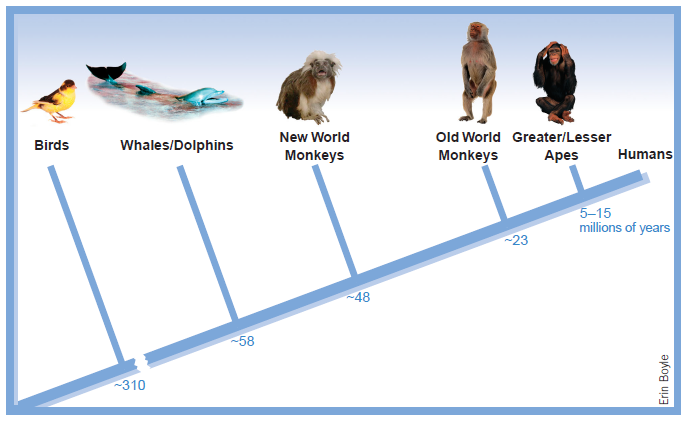 Birds
Whales/Dolphins
New World
Monkeys
Old World
Monkeys
Greater/Lesser
Apes
Humans
5–15
millions of years
~23
~48
~58
~310
Erin Boyle